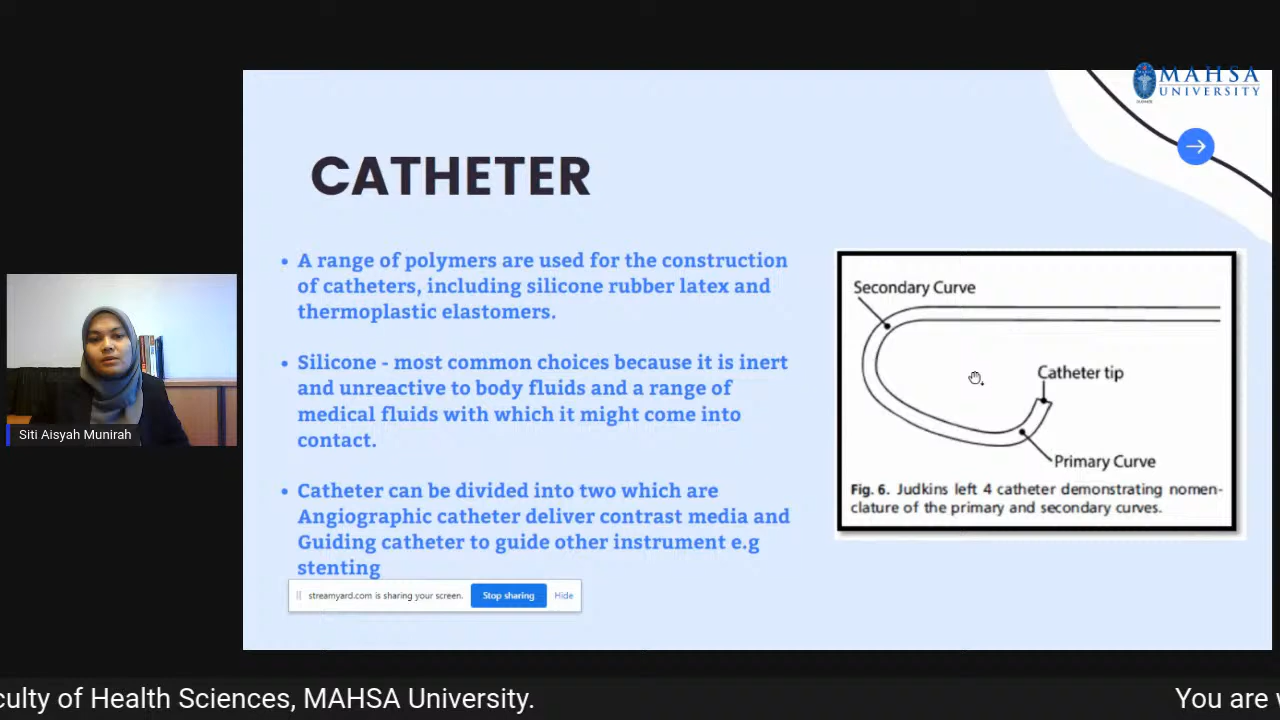 MAHSA
UNIVERSITY
CATHETER
• A range of polymers are used for the construction
of catheters, including silicone rubber latex and
thermoplastic elastomers.
• Silicone - most common choices because it is inert
and unreactive to body fluids and a range of
medical fluids with which it might come into
contact.
• Catheter can be divided into two which are
Angiographic catheter deliver contrast media and
Guiding catheter to guide other instrument e.g
stenting
Secondary Curve
Catheter tip
Primary Curve
Fig. 6. Judkins left 4 catheter demonstrating nomen-
clature of the primary and secondary curves.
Siti Aisyah Munirah
streamyard.com is sharing your screen. Stop sharing Hide
culty of Health Sciences, MAHSA University. You are